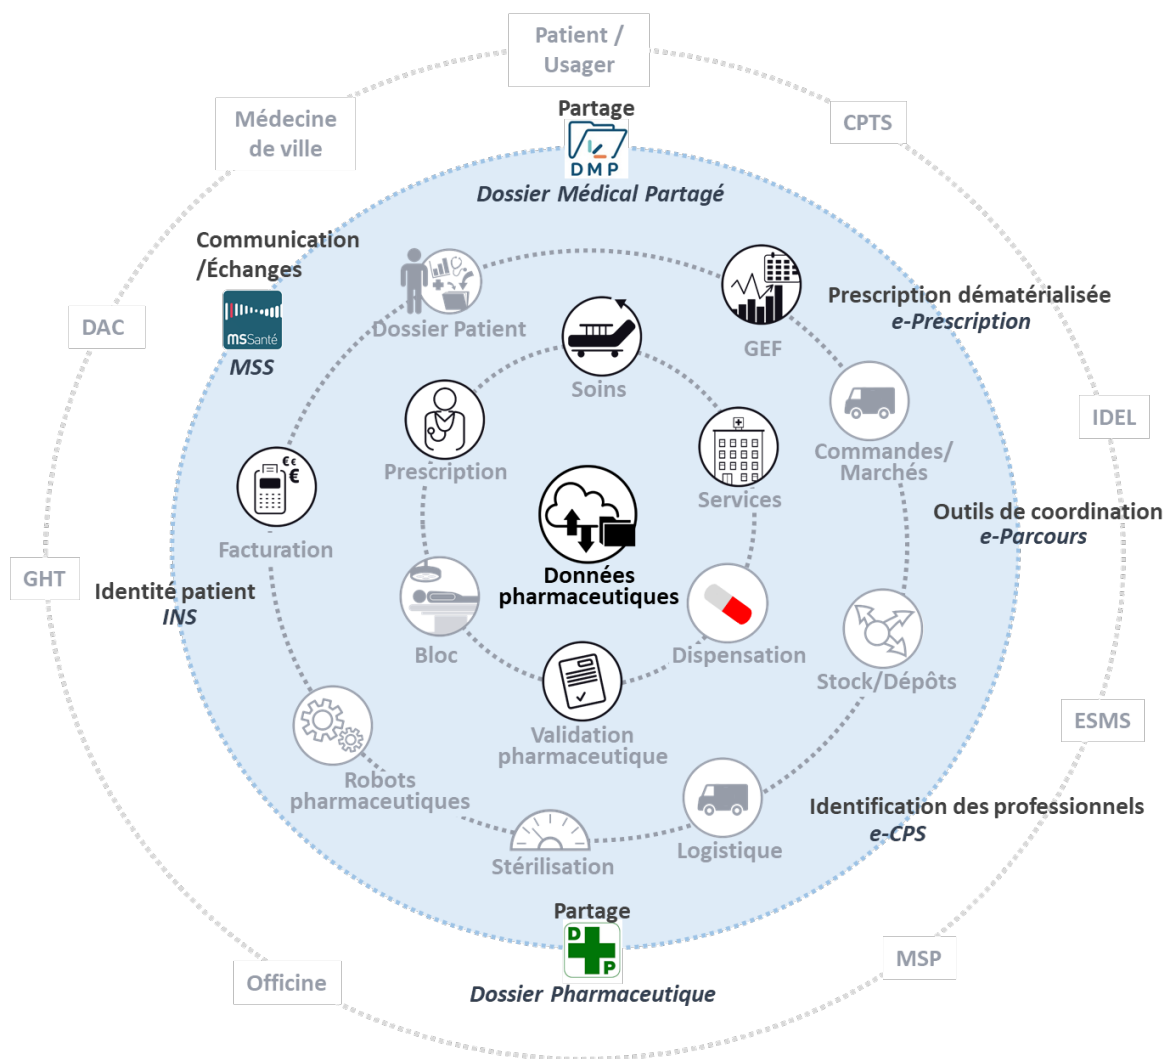 Patient /
Usager
CPTS
Médecine
de ville
Partage
DMP
Dossier Médical Partagé
Communication
/Échanges
MSSanté
MSS
DAC
Dossier Patient
GEF
Prescription dématérialisée
e-Prescription
Soins
Prescription
Services
Commandes/
Marchés
IDEL
€€
€
Facturation
Outils de coordination
e-Parcours
Données
pharmaceutiques
GHT
Identité patient
INS
Bloc
Dispensation
Stock/Dépôts
ESMS
Validation
pharmaceutique
Robots
pharmaceutiques
Identification des professionnels
e-CPS
Stérilisation
Logistique
Partage
D
P
Dossier Pharmaceutique
Officine
MSP